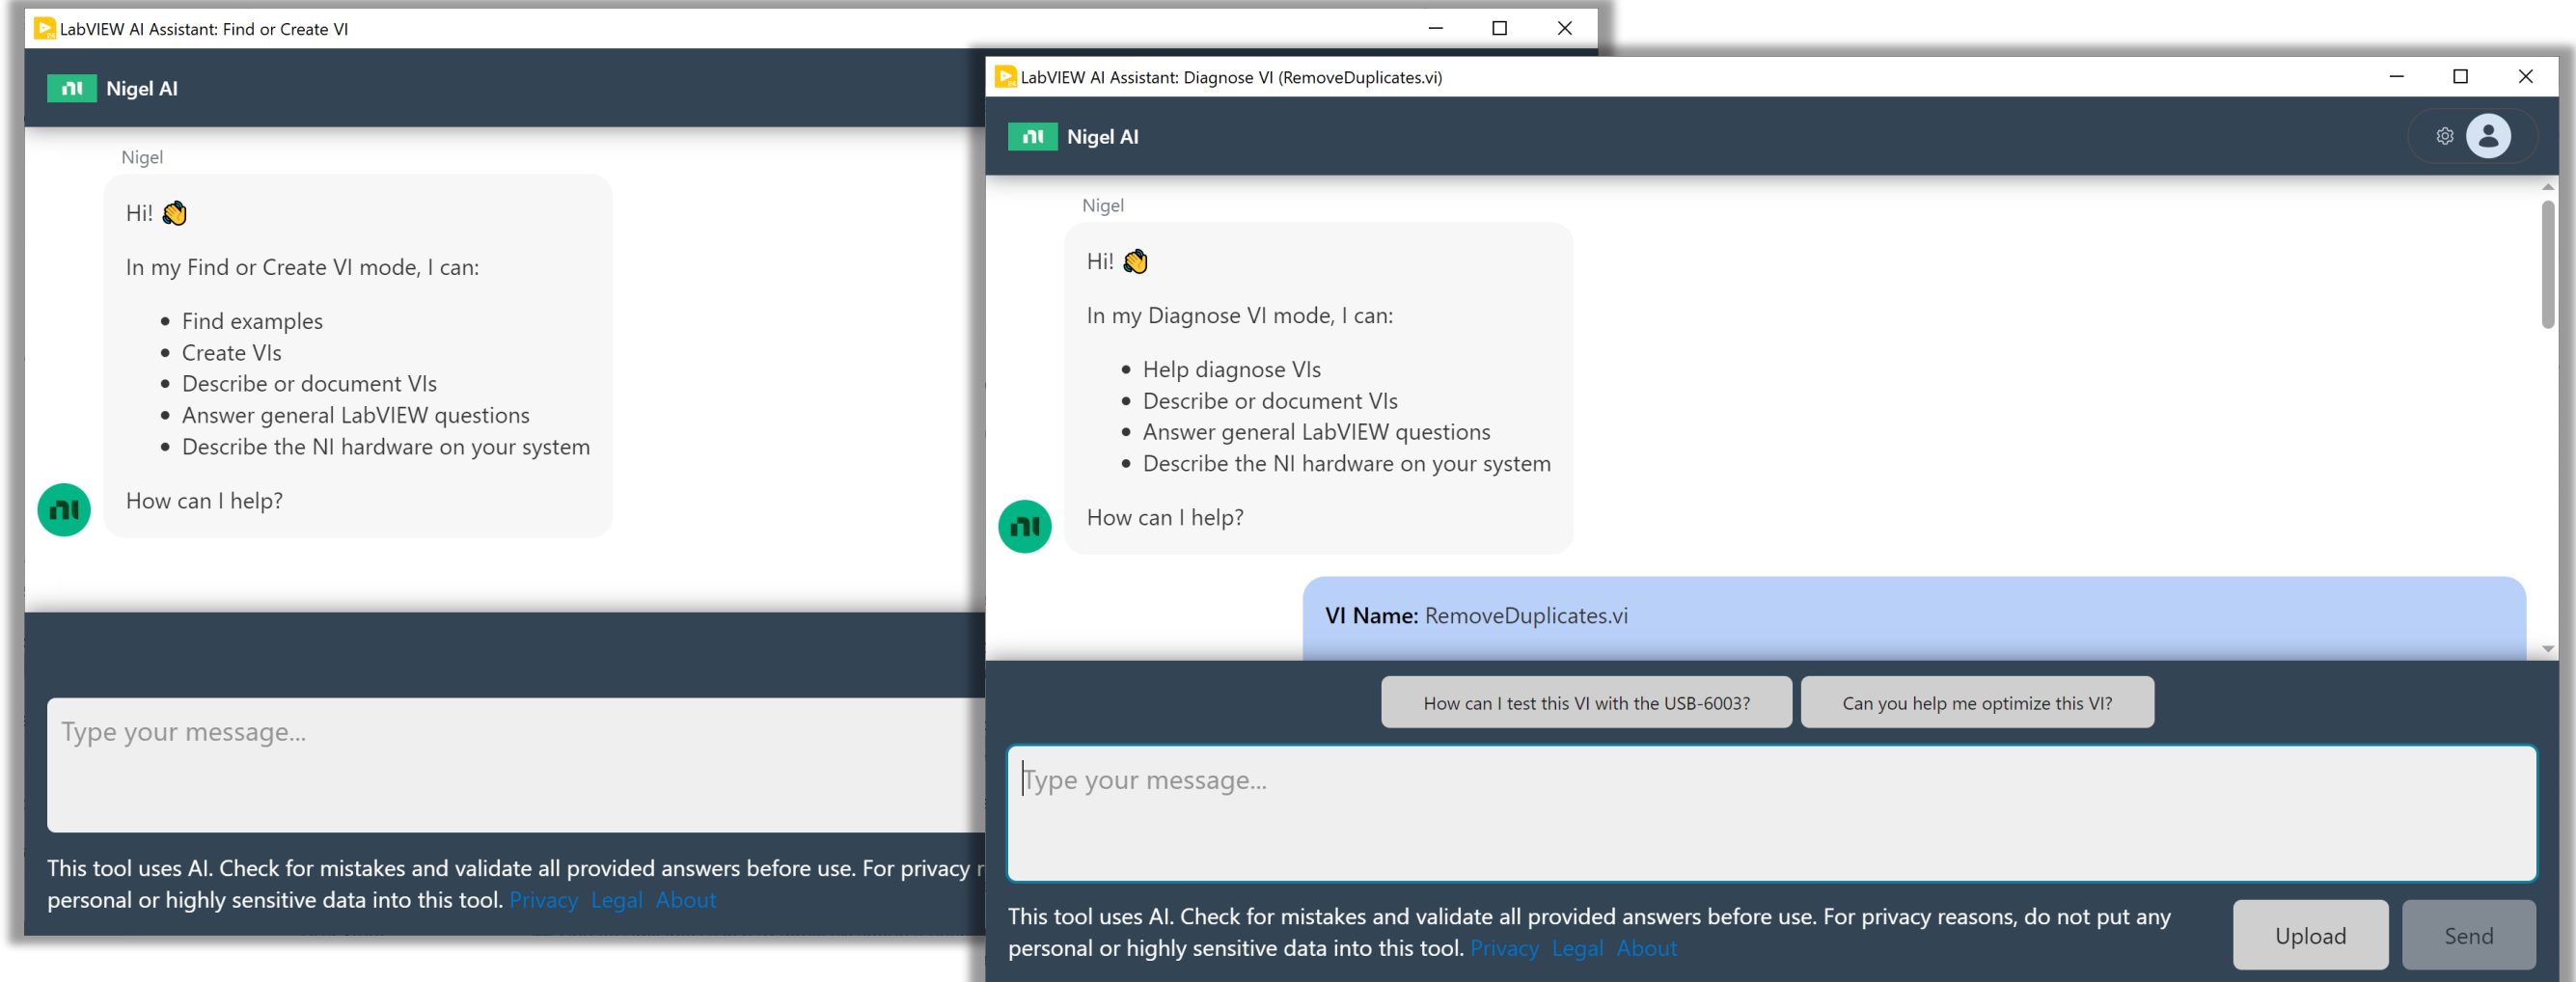 LabVIEW AI Assistant: Find or Create VI
ni Nigel AI
Nigel
Hi! 👋
In my Find or Create VI mode, I can:
• Find examples
• Create VIs
• Describe or document VIs
• Answer general LabVIEW questions
• Describe the NI hardware on your system
How can I help?
ni
Type your message...
This tool uses AI. Check for mistakes and validate all provided answers before use. For privacy r
personal or highly sensitive data into this tool. Privacy Legal About
LabVIEW AI Assistant: Diagnose VI (RemoveDuplicates.vi)
ni Nigel AI
Nigel
Hi! 👋
In my Diagnose VI mode, I can:
• Help diagnose VIs
• Describe or document VIs
• Answer general LabVIEW questions
• Describe the NI hardware on your system
How can I help?
ni
VI Name: RemoveDuplicates.vi
How can I test this VI with the USB-6003? Can you help me optimize this VI?
Type your message...
This tool uses AI. Check for mistakes and validate all provided answers before use. For privacy reasons, do not put any
personal or highly sensitive data into this tool. Privacy Legal About
Upload Send